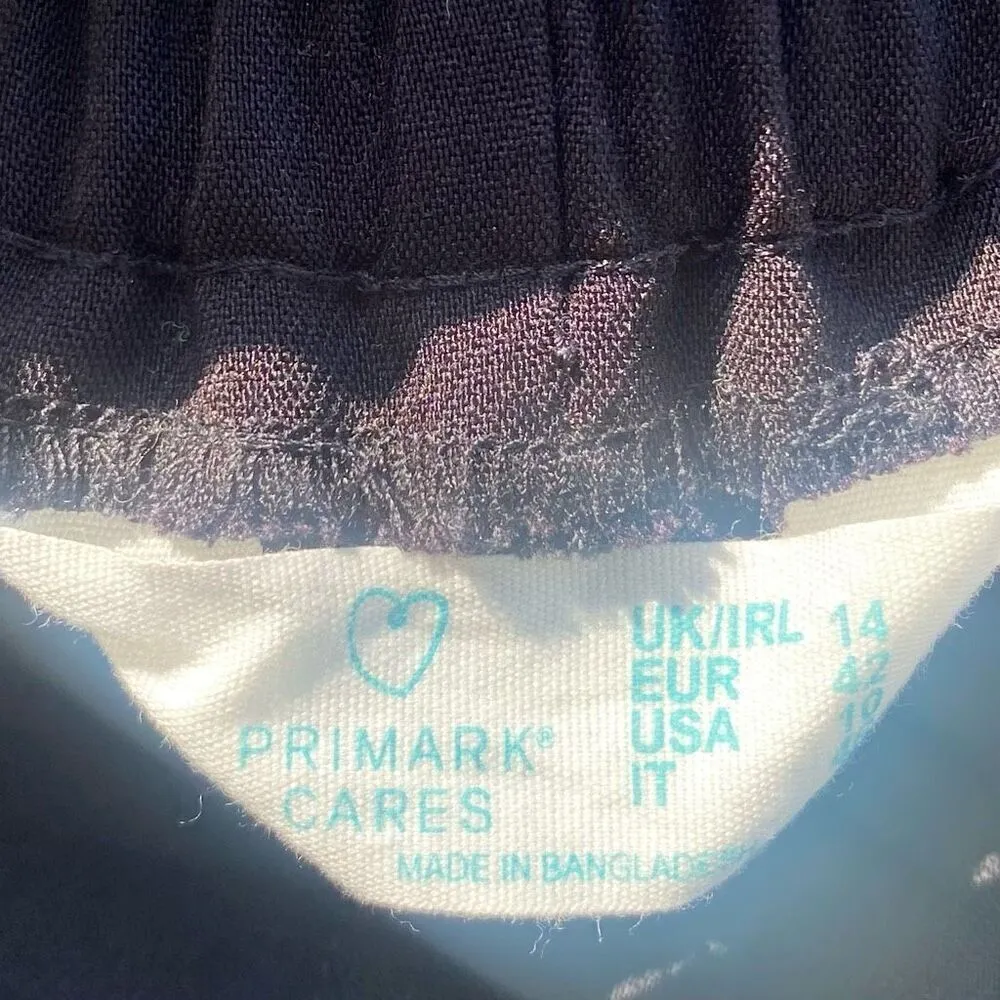 PRIMARK®
CARES
UK/IRL 14
EUR 42
USA
IT
MADE IN